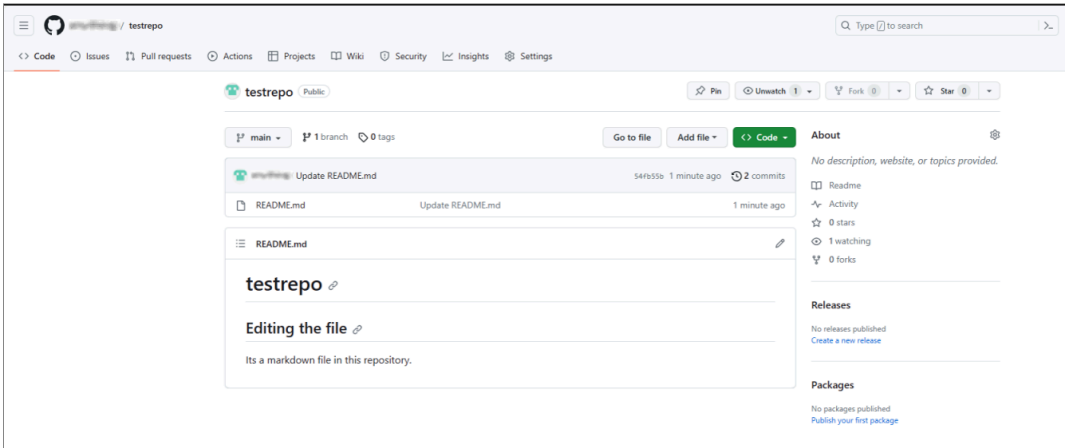 / testrepo
Type / to search
Code Issues Pull requests Actions Projects Wiki Security Insights Settings
testrepo Public
Pin Unwatch 1 Fork 0 Star 0
main 1 branch 0 tags
Go to file Add file Code
Update README.md 54fb55b 1 minute ago 2 commits
README.md Update README.md 1 minute ago
README.md
testrepo
Editing the file
Its a markdown file in this repository.
About
No description, website, or topics provided.
Readme
Activity
0 stars
1 watching
0 forks
Releases
No releases published
Create a new release
Packages
No packages published
Publish your first package